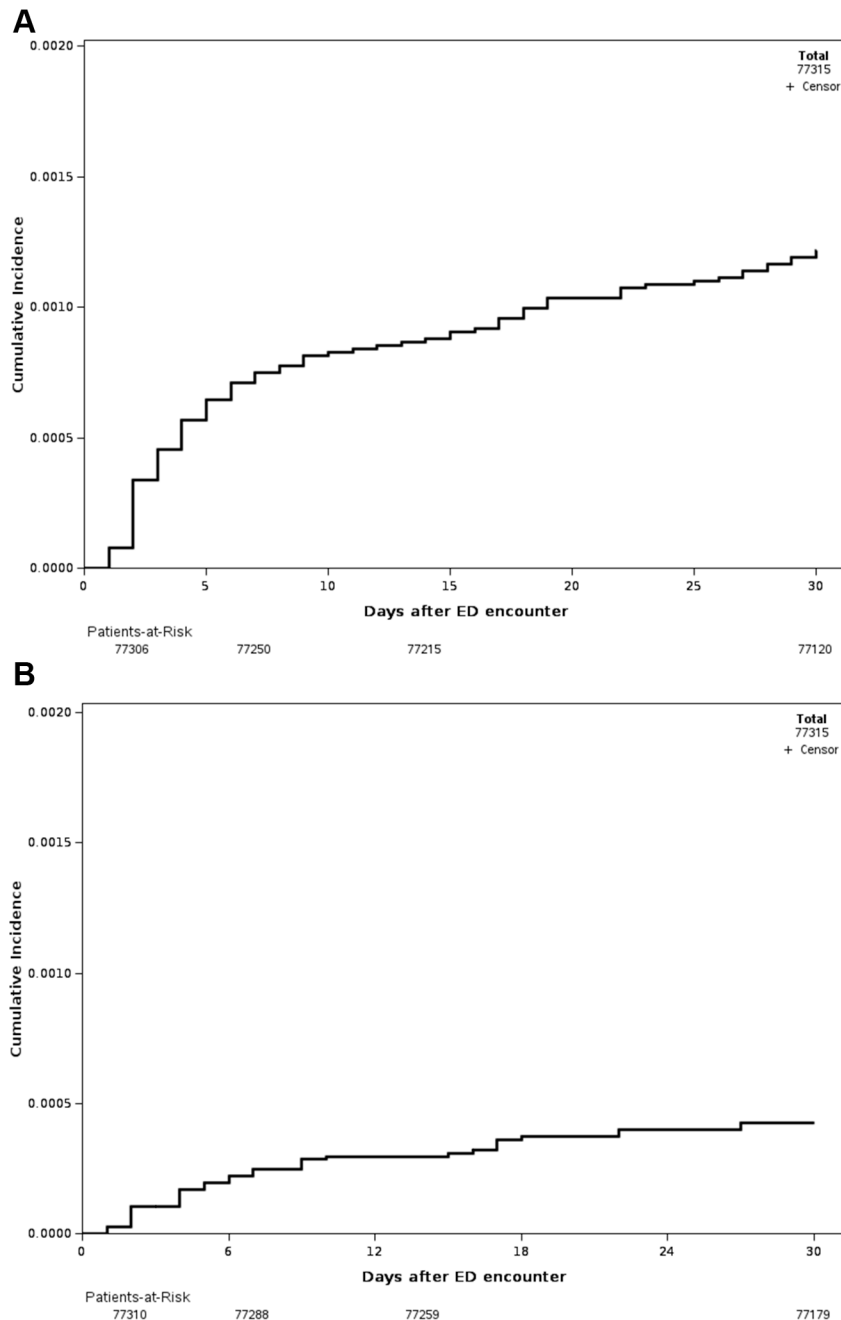 A
0.0020
Total
77315
+ Censor
0.0015
0.0010
0.0005
0.0000
Cumulative Incidence
0 5 10 15 20 25 30
Days after ED encounter
Patients-at-Risk
77306 77250 77215 77120
B
0.0020
Total
77315
+ Censor
0.0015
0.0010
0.0005
0.0000
Cumulative Incidence
0 6 12 18 24 30
Days after ED encounter
Patients-at-Risk
77310 77288 77259 77179